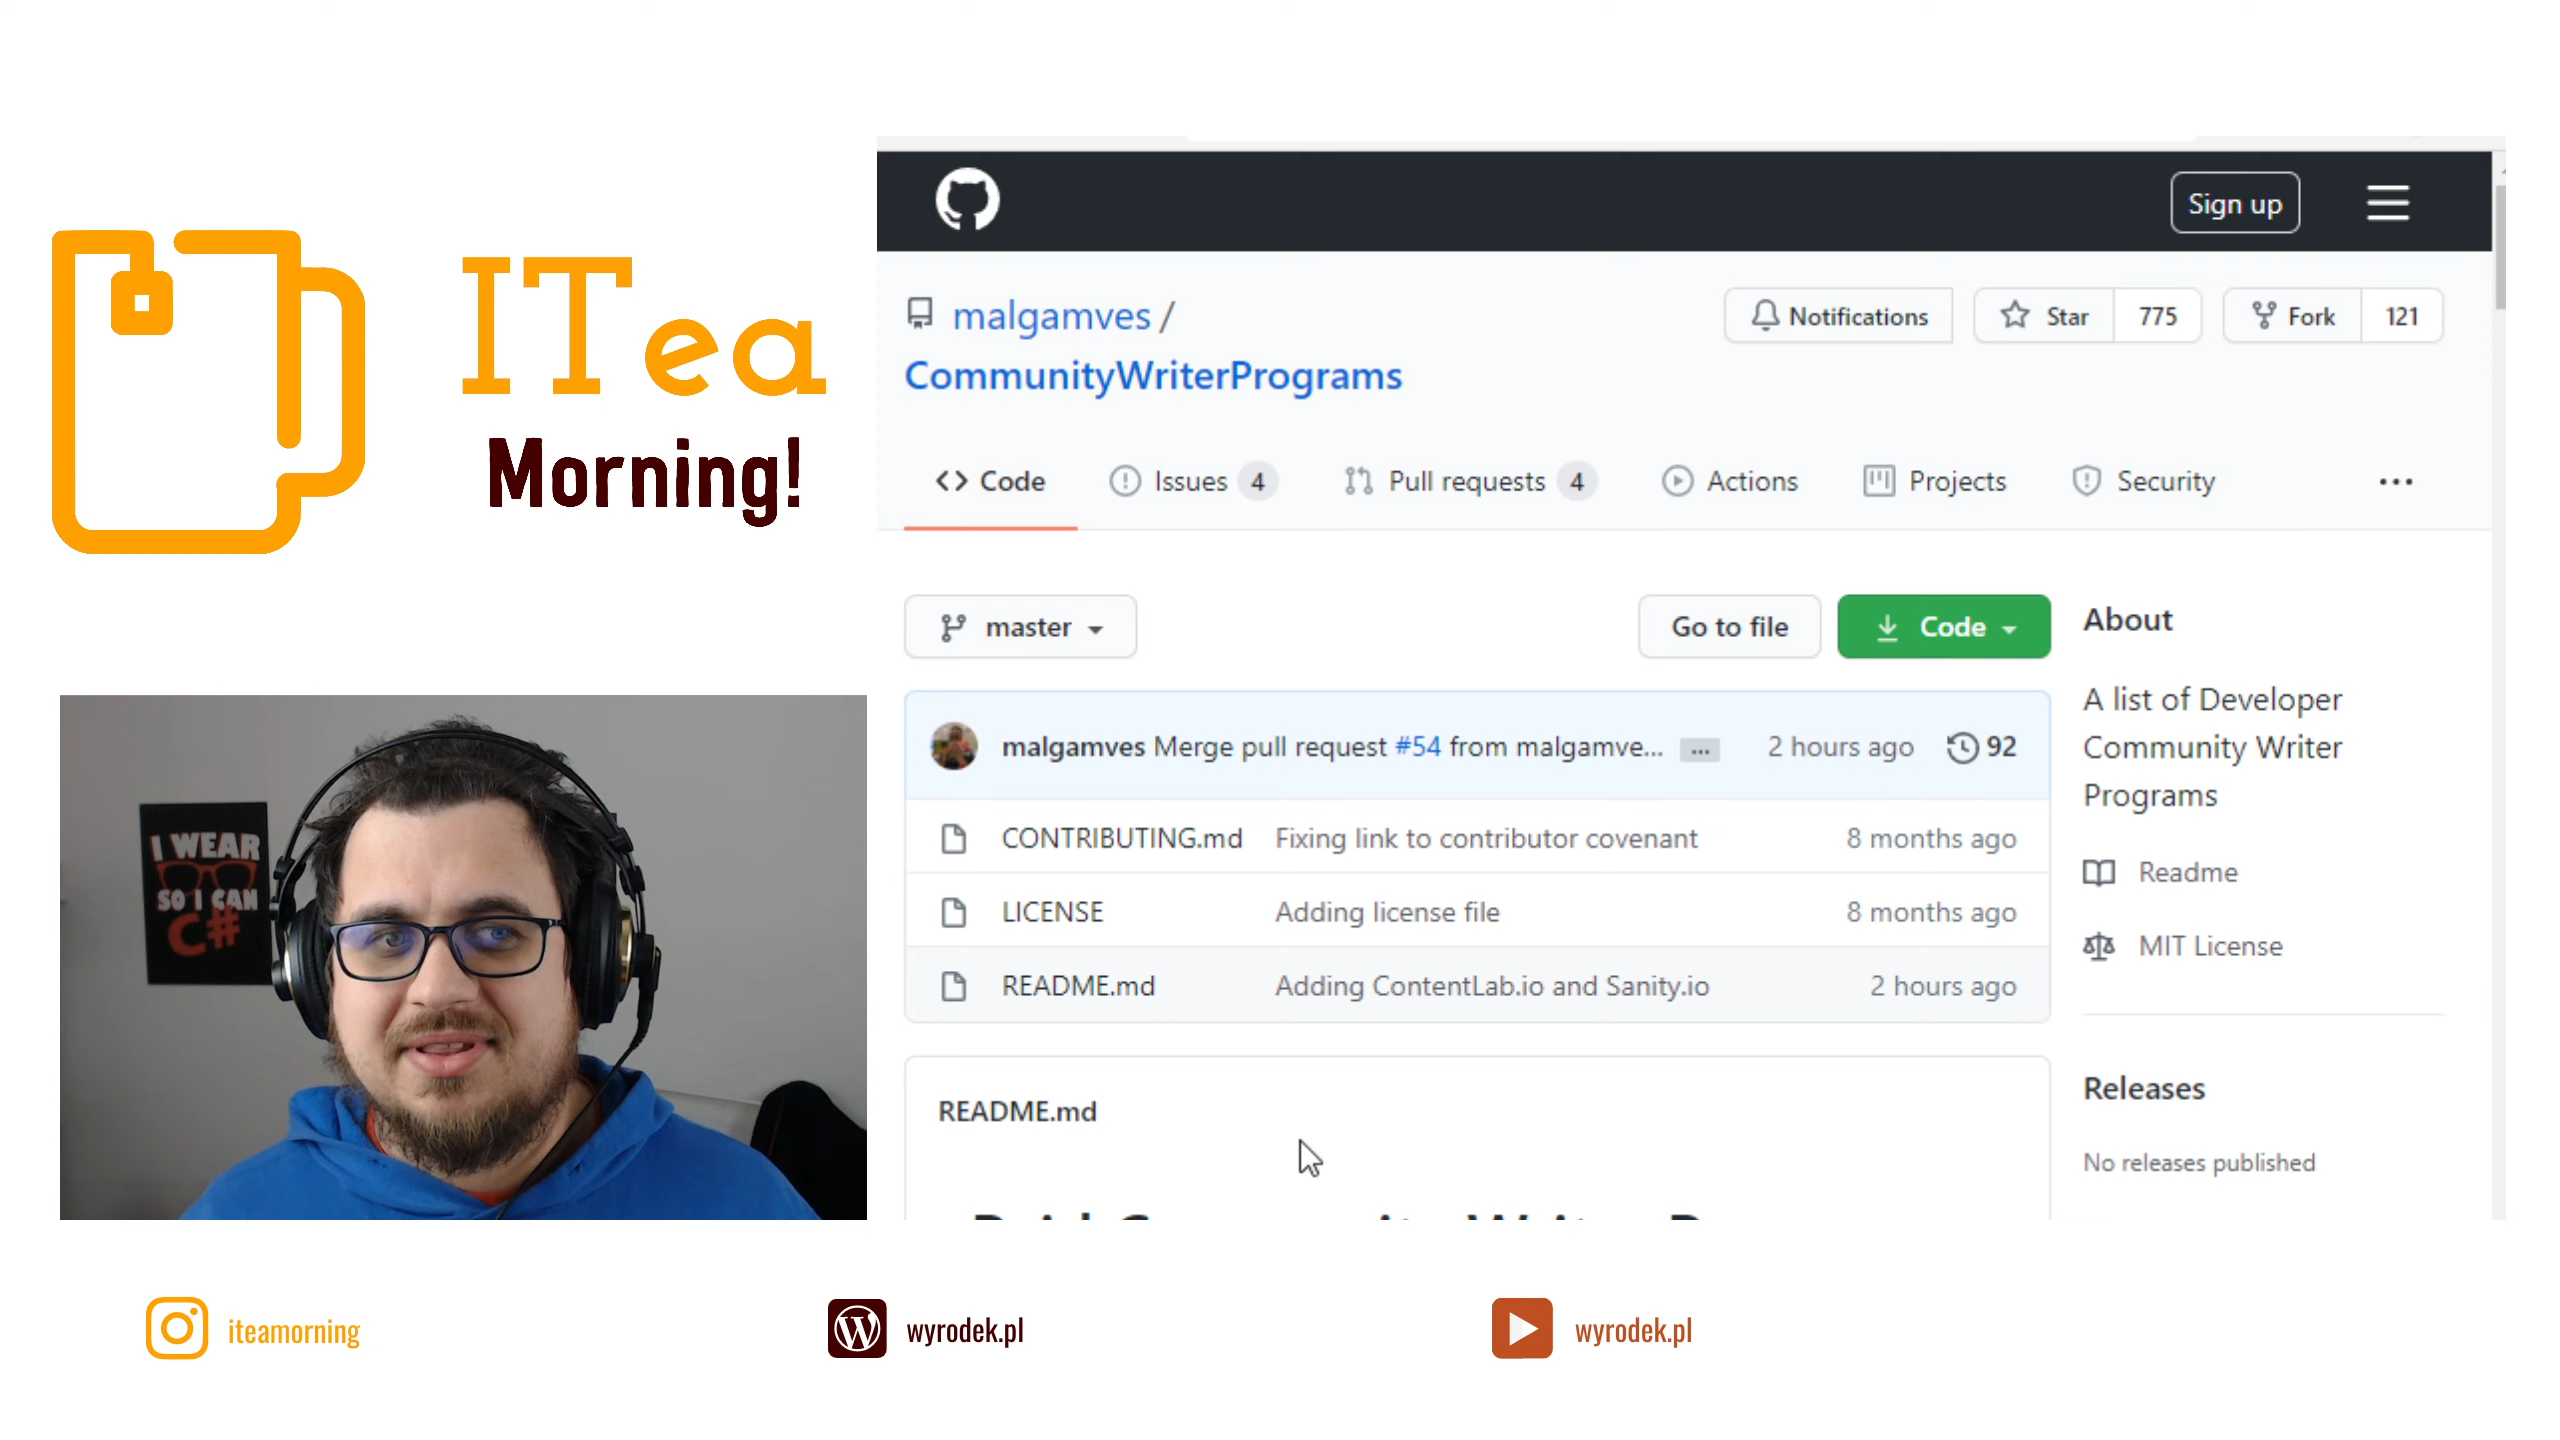 ITea
Morning!
I WEAR
SO I CAN
C#
Sign up
malgamves /
CommunityWriterPrograms
Notifications
Star 775
Fork 121
Code
Issues 4
Pull requests 4
Actions
Projects
Security
master
Go to file
Code
malgamves Merge pull request #54 from malgamve... ... 2 hours ago 92
CONTRIBUTING.md Fixing link to contributor covenant 8 months ago
LICENSE Adding license file 8 months ago
README.md Adding ContentLab.io and Sanity.io 2 hours ago
README.md
About
A list of Developer
Community Writer
Programs
Readme
MIT License
Releases
No releases published
iteamorning
wyrodek.pl
wyrodek.pl